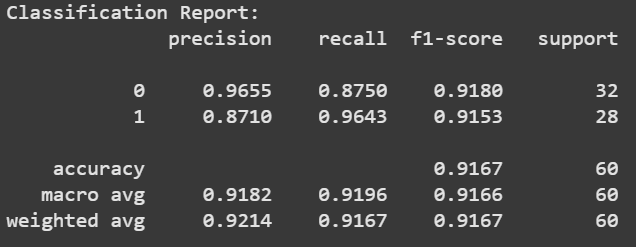 Classification Report:
precision recall f1-score support
0 0.9655 0.8750 0.9180 32
1 0.8710 0.9643 0.9153 28
accuracy 0.9167 60
macro avg 0.9182 0.9196 0.9166 60
weighted avg 0.9214 0.9167 0.9167 60